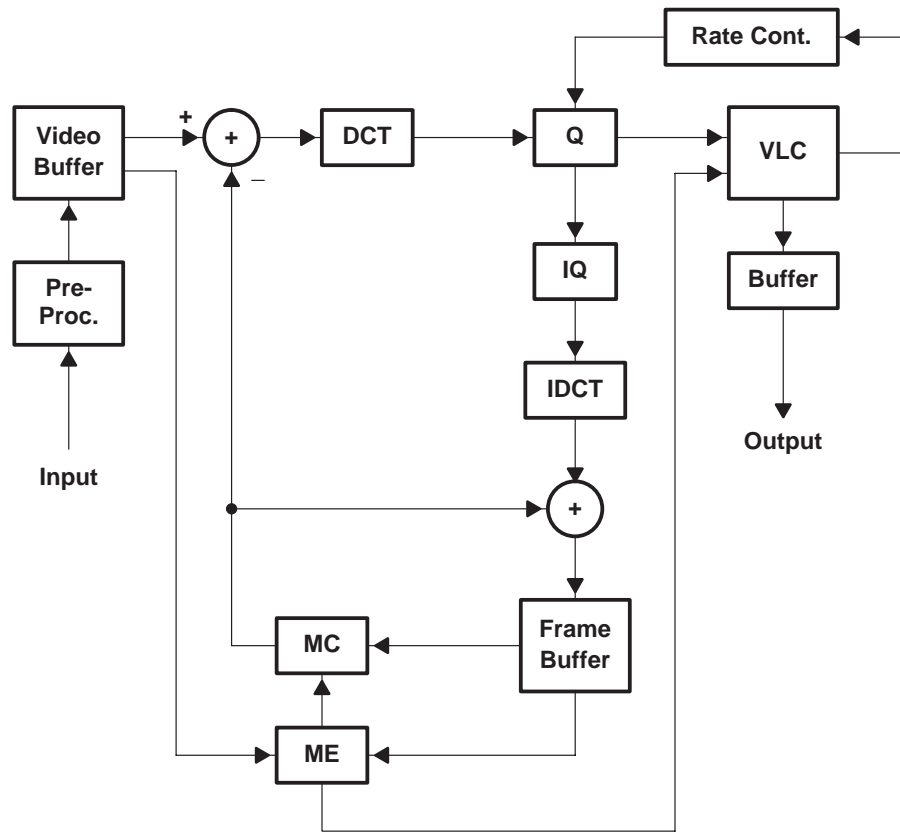 Rate Cont.
+
Video
Buffer
+
DCT
Q
VLC
−
IQ
Buffer
Pre-
Proc.
IDCT
Output
Input
+
Frame
Buffer
MC
ME